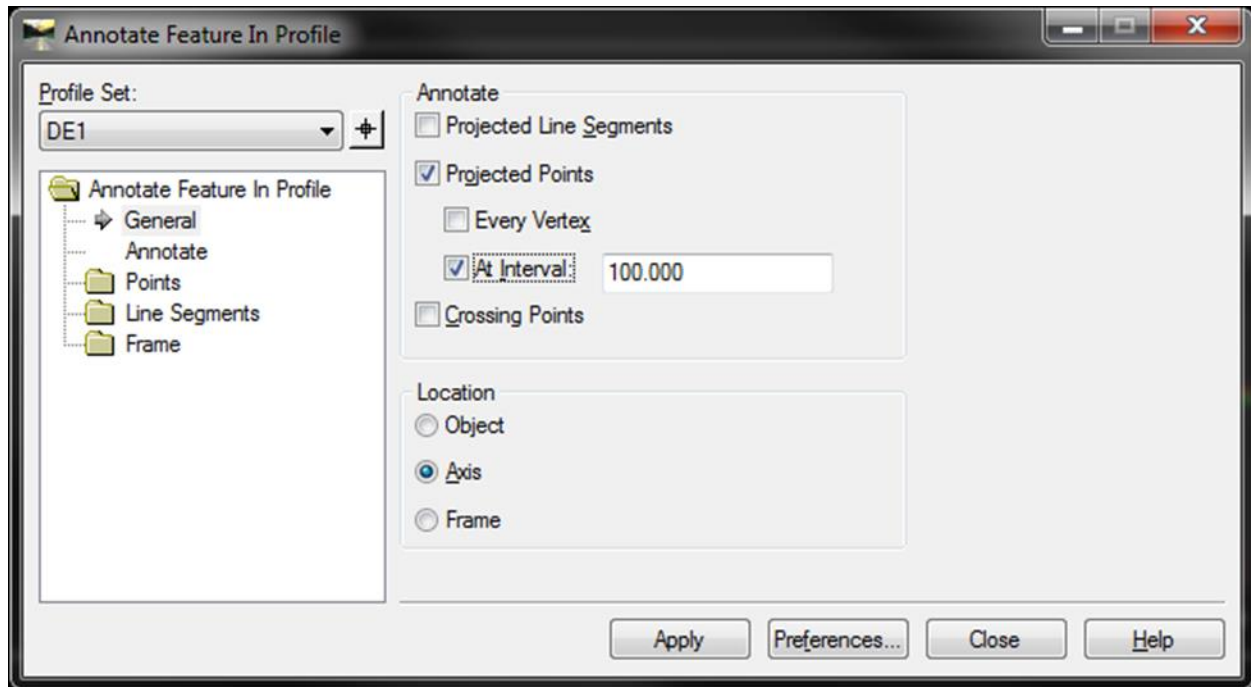 Annotate Feature In Profile
Profile Set:
DE1
Annotate Feature In Profile
General
Annotate
Points
Line Segments
Frame
Annotate
Projected Line Segments
Projected Points
Every Vertex
At Interval: 100.000
Crossing Points
Location
Object
Axis
Frame
Apply Preferences... Close Help